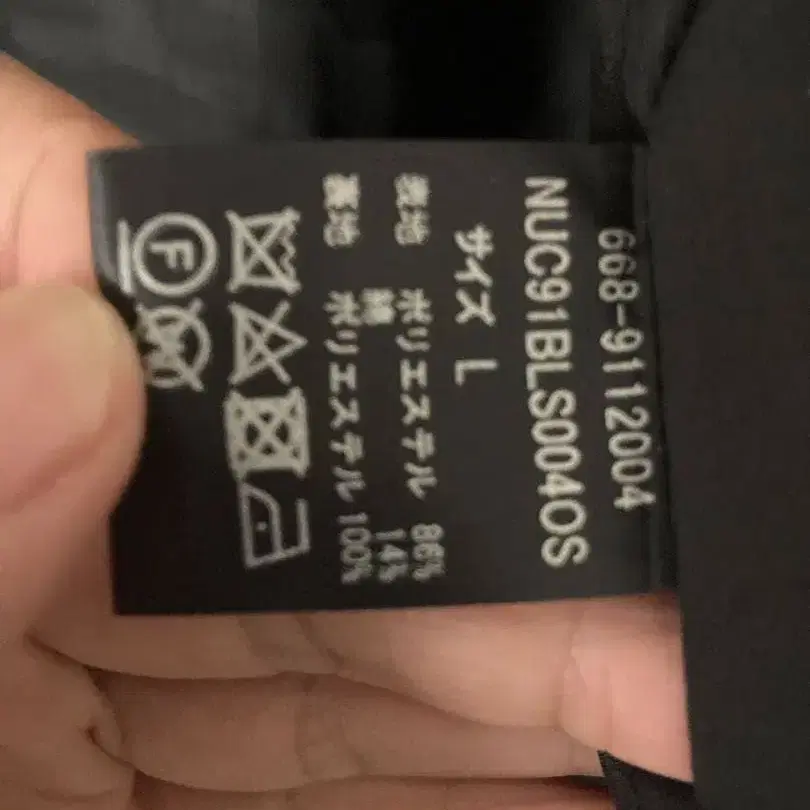 668-9112004
NUC91BLS004OS
サイズ L
表地 ポリエステル 86%
綿 14%
裏地 ポリエステル 100%
F
W